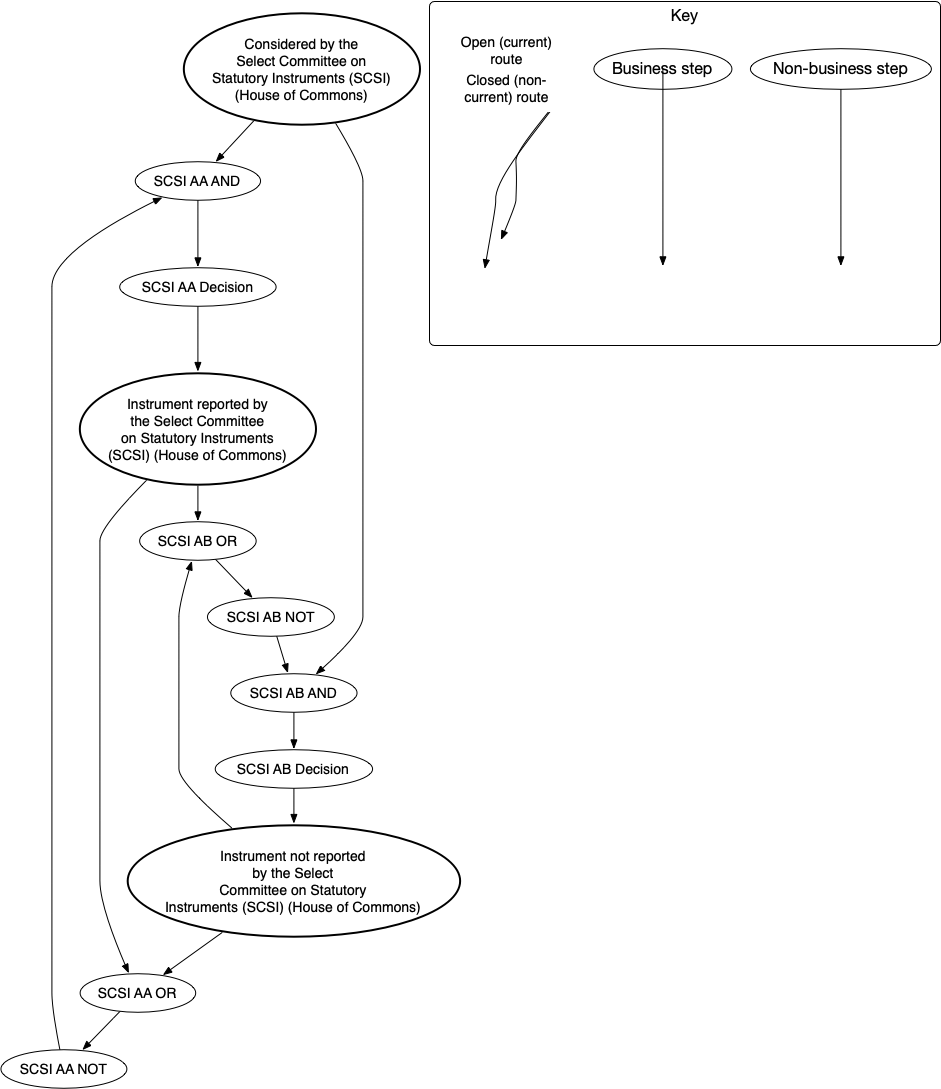 Considered by the
Select Committee on
Statutory Instruments (SCSI)
(House of Commons)
SCSI AA AND
SCSI AA Decision
Instrument reported by
the Select Committee
on Statutory Instruments
(SCSI) (House of Commons)
SCSI AB OR
SCSI AB NOT
SCSI AB AND
SCSI AB Decision
Instrument not reported
by the Select
Committee on Statutory
Instruments (SCSI) (House of Commons)
SCSI AA OR
SCSI AA NOT
Key
Open (current)
route
Closed (non-
current) route
Business step
Non-business step